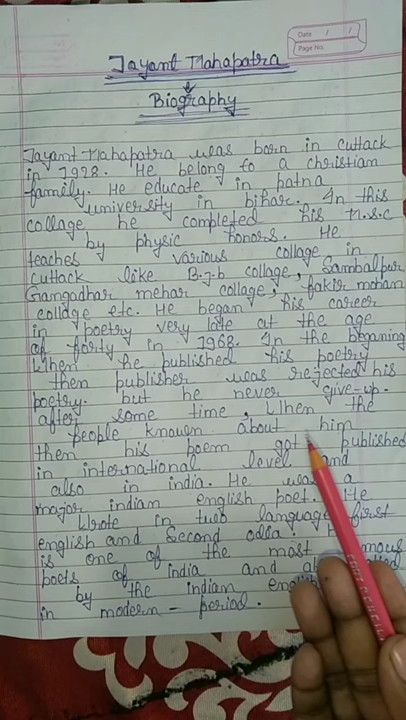 Date / /
Page No.
Jayant Mahapatra
Biography
Jayant Mahapatra was born in cuttack
in 1928. He belong to a christian
family. He educate in patna
university in bihar. In this
collage he completed his M.S.C
by physic honors. He
teaches various collage in
cuttack like B.J.b collage, Sambalpur
Gangadhar mehar collage, fakir mohan
collage etc. He began his career
in poetry very late at the age
of forty in 1968. In the begaming
When he published his poetry
then publisher was rejected his
poetry. but he never give-up.
after some time, When the
people knowen about him
then his poem got published
in international level and
also in india. He was a
major indian english poet. He
Wrote in two language first
english and Second odia.
is one of the most
poets of India and
by the indian
in modern - period.